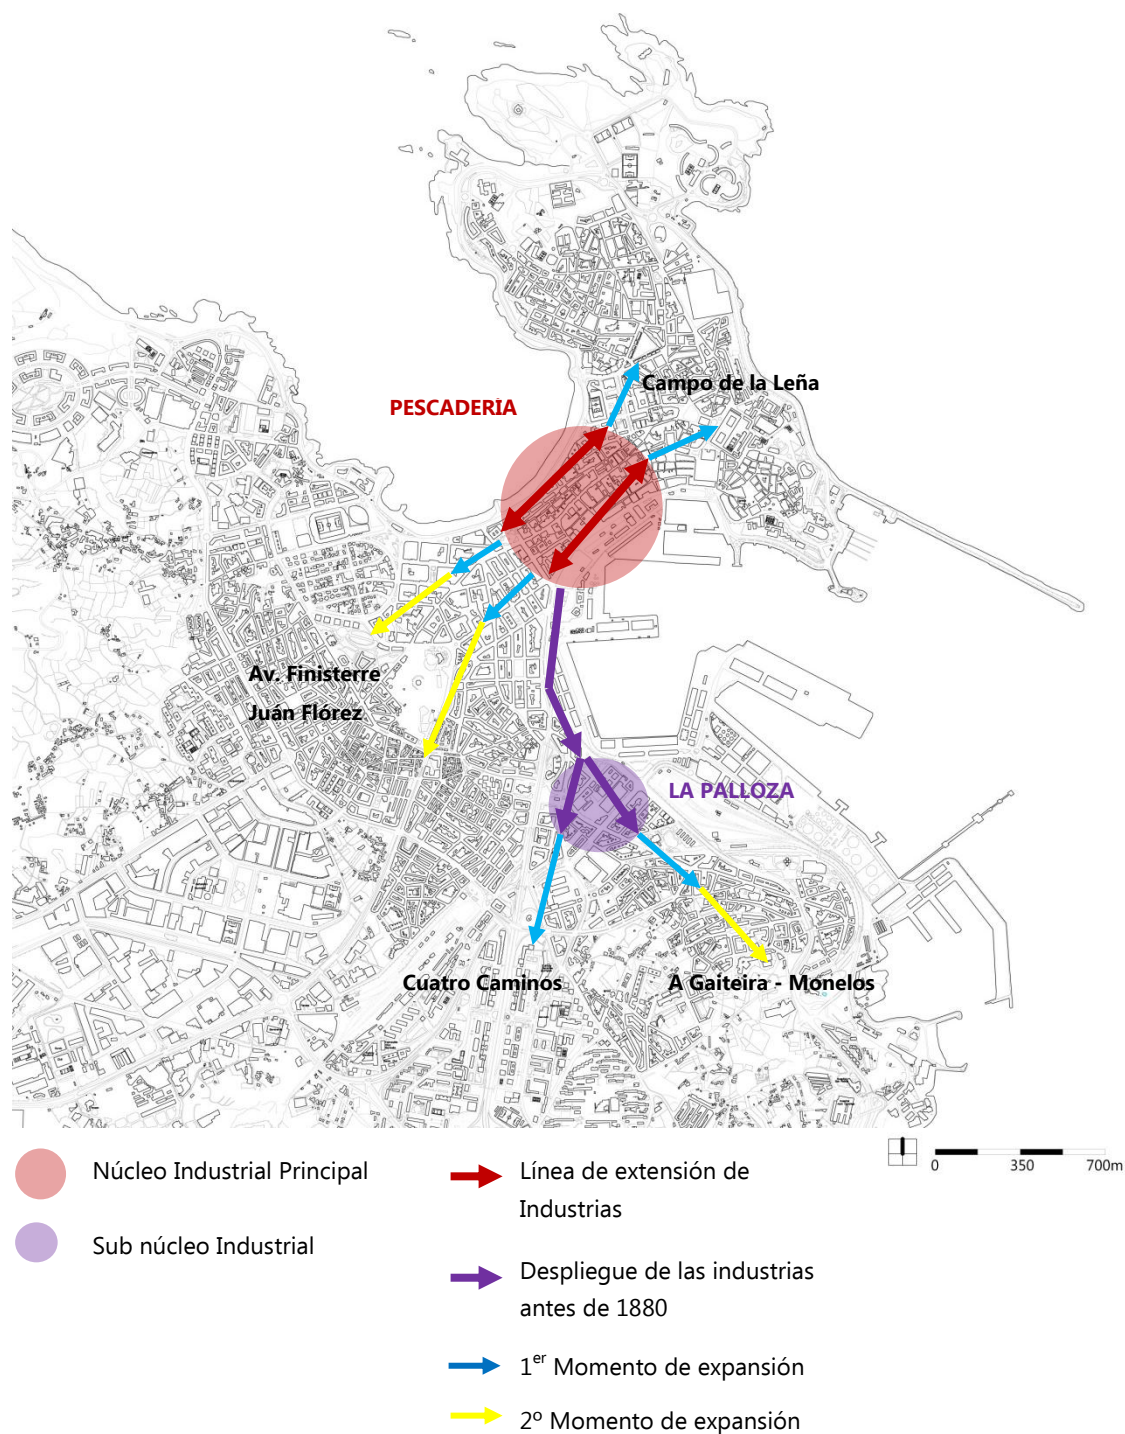 Campo de la Leña
PESCADERÍA
Av. Finisterre
Juán Flórez
LA PALLOZA
Cuatro Caminos
A Gaiteira - Monelos
0 350 700m
Núcleo Industrial Principal
Sub núcleo Industrial
Línea de extensión de
Industrias
Despliegue de las industrias
antes de 1880
1er Momento de expansión
2º Momento de expansión